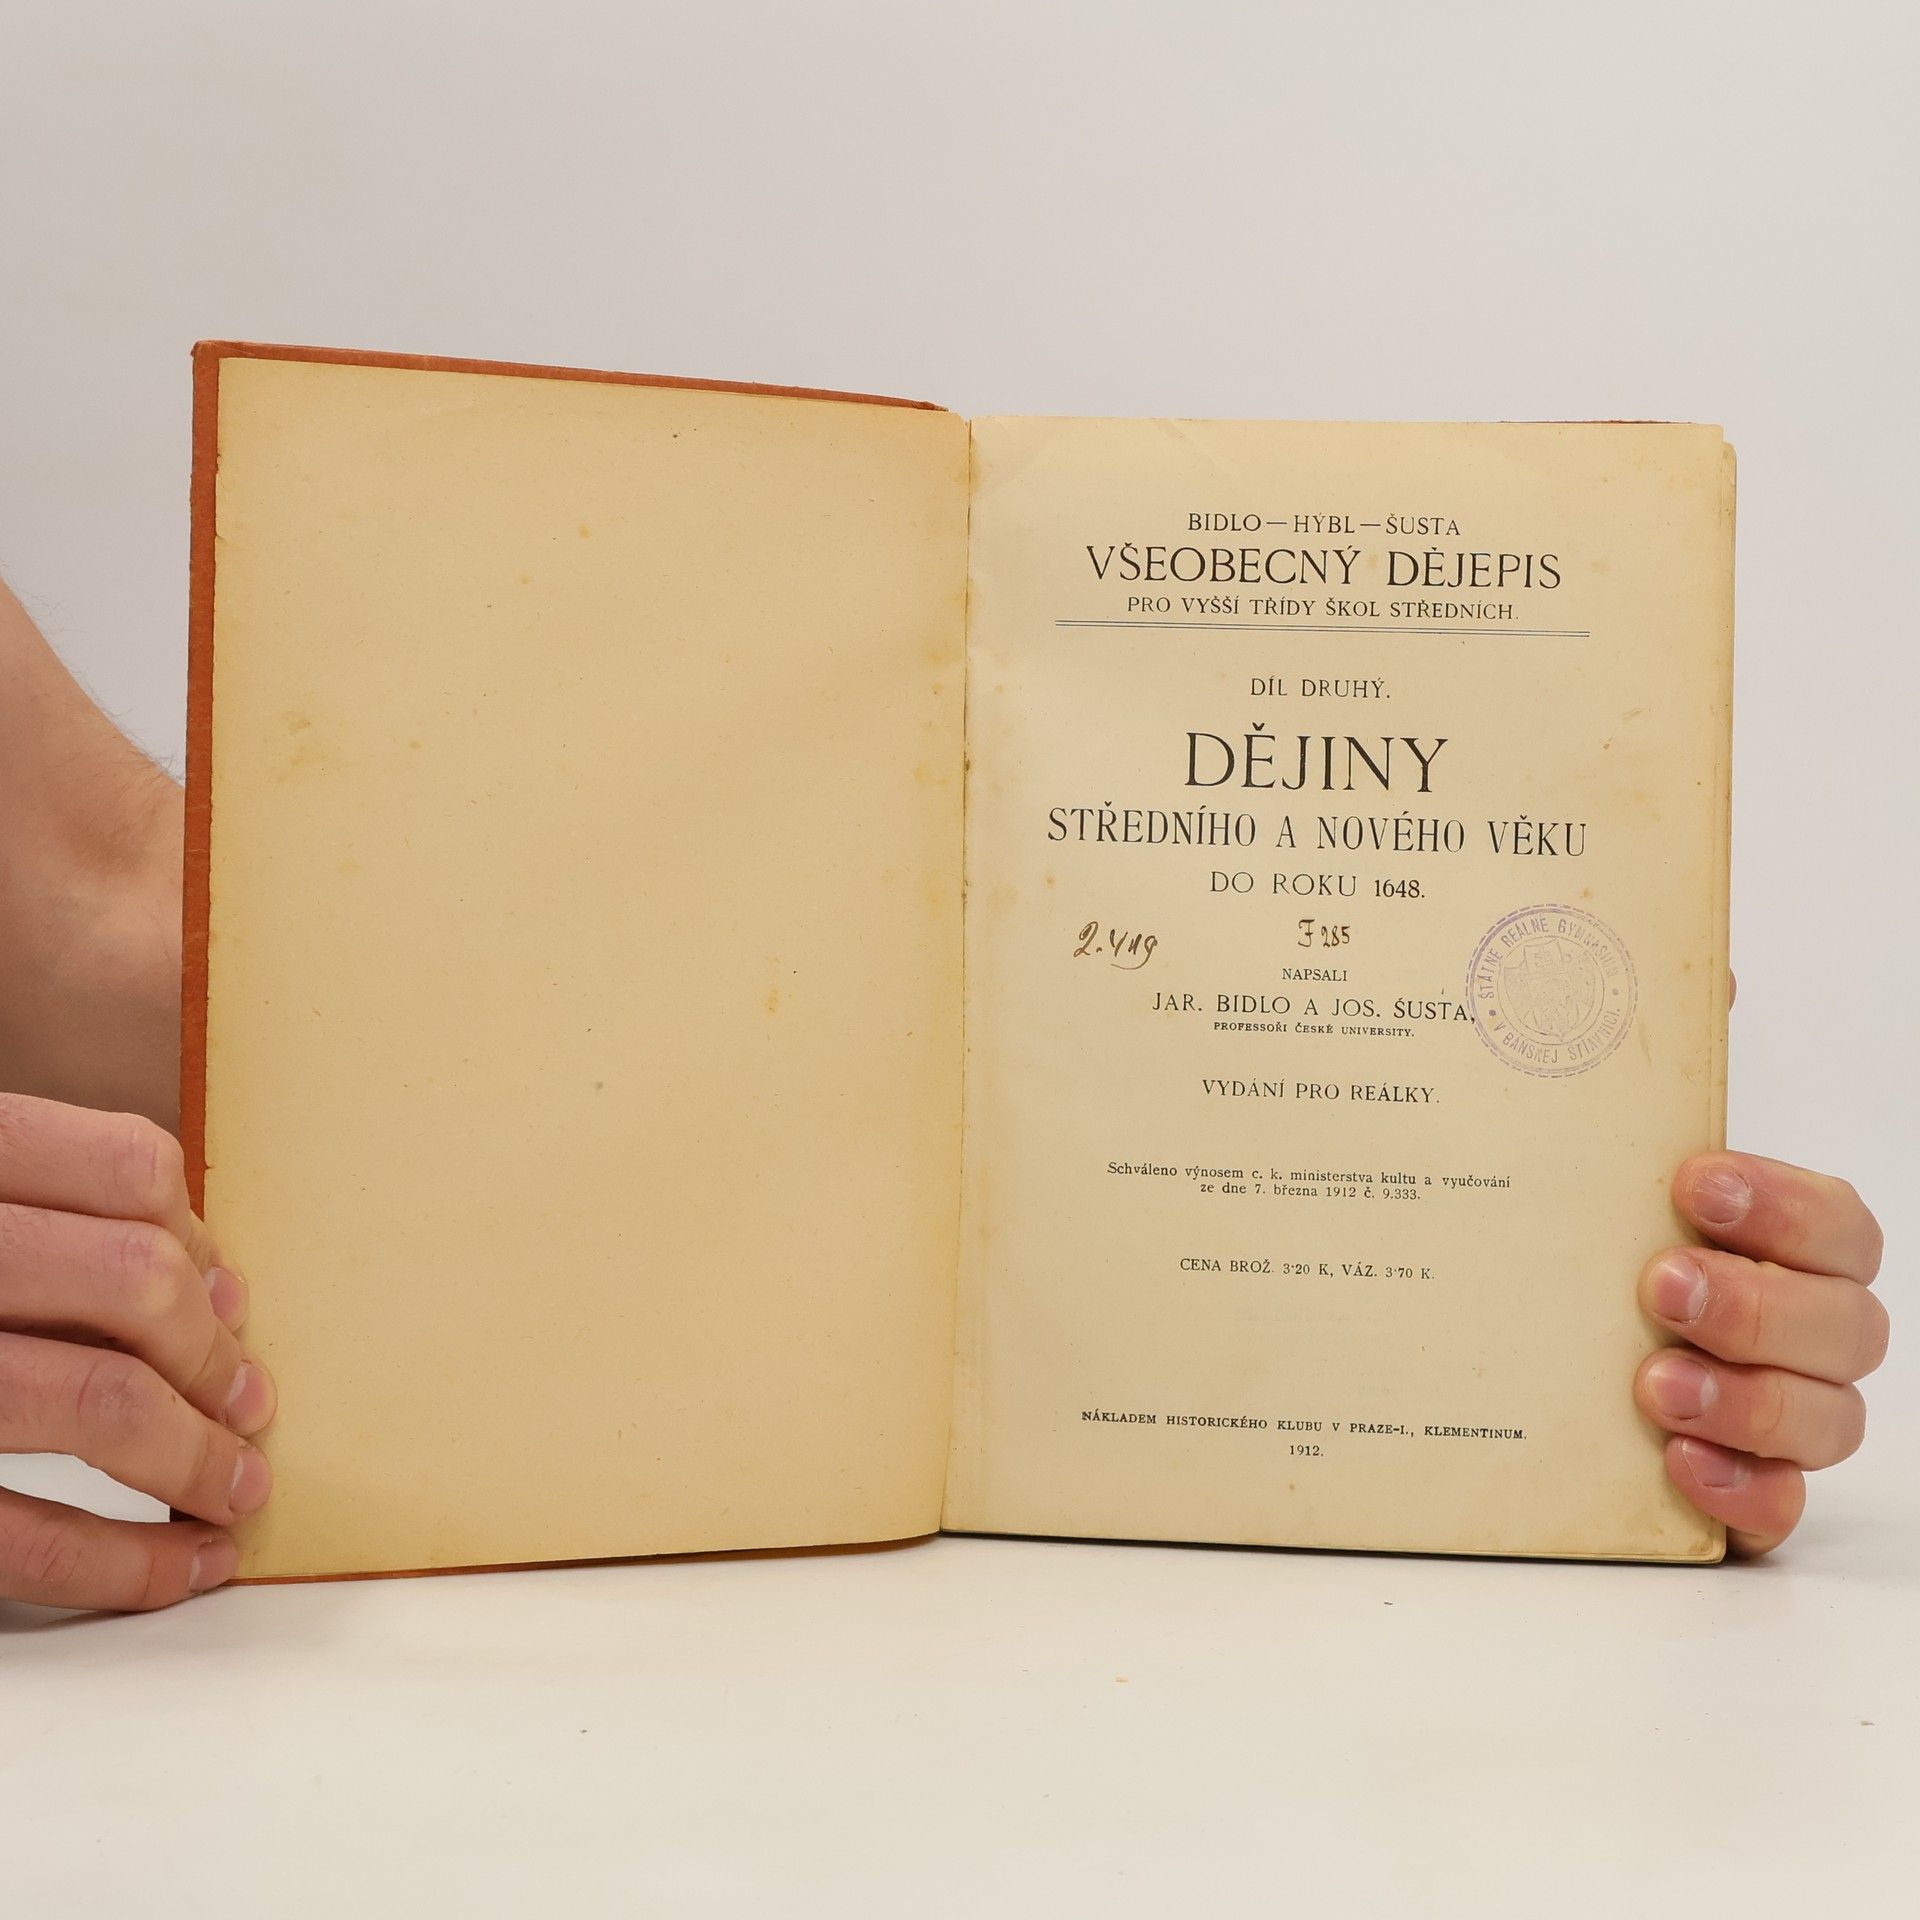 BIDLO — HÝBL — ŠUSTA
VŠEOBECNÝ DĚJEPIS
PRO VYŠŠÍ TŘÍDY ŠKOL STŘEDNÍCH.
DÍL DRUHÝ.
DĚJINY
STŘEDNÍHO A NOVÉHO VĚKU
DO ROKU 1648.
F 285
NAPSALI
JAR. BIDLO A JOS. ŠUSTA,
PROFESSOŘI ČESKÉ UNIVERSITY.
ŠTÁTNE REÁLNE GYMNÁSIUM
V BANSKEJ ŠTIAVNICI.
VYDÁNÍ PRO REÁLKY.
Schváleno výnosem c. k. ministerstva kultu a vyučování
ze dne 7. března 1912 č. 9.333.
CENA BROŽ. 3·20 K, VÁZ. 3·70 K.
NÁKLADEM HISTORICKÉHO KLUBU V PRAZE-I., KLEMENTINUM.
1912.